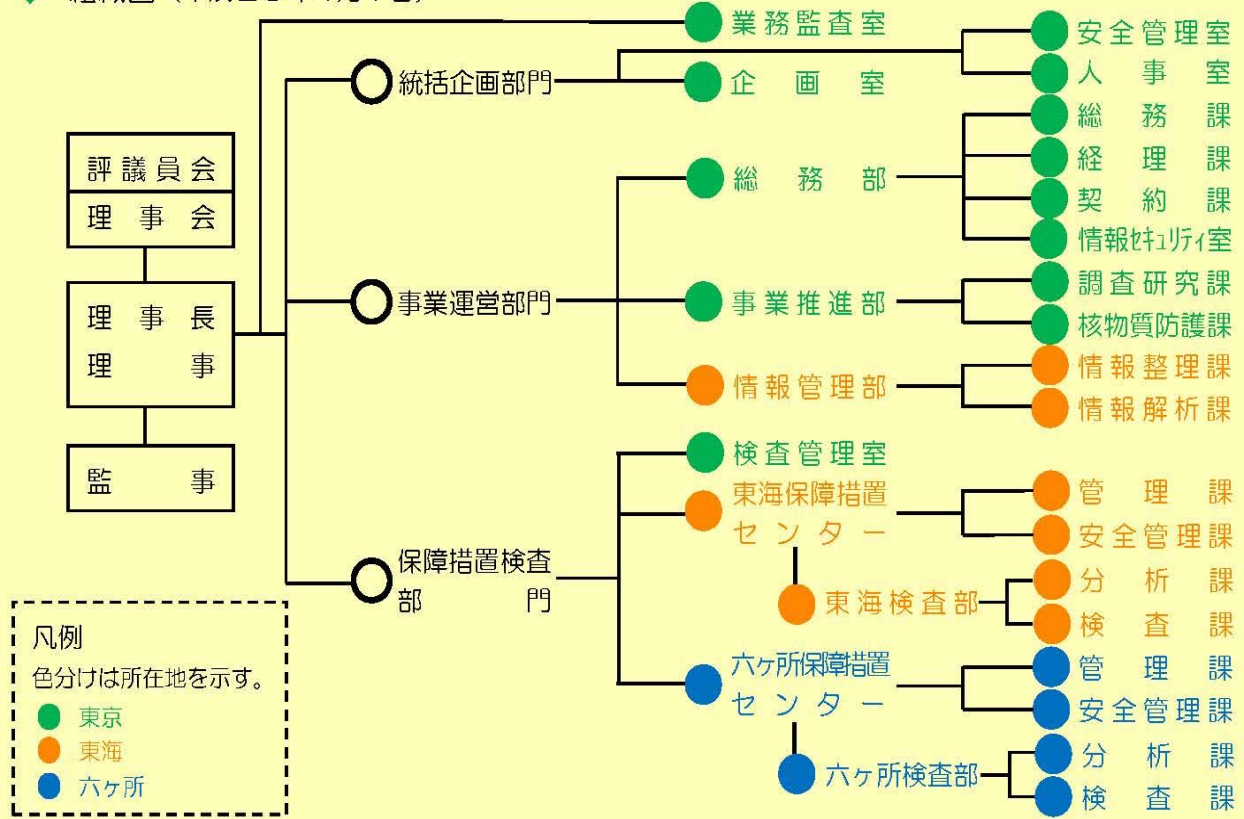 業務監査室
統括企画部門
企画室
安全管理室
人事室
評議員会
理事会
理事長
理事
監事
事業運営部門
総務部
総務課
経理課
契約課
情報ｾｷｭﾘﾃｨ室
事業推進部
調査研究課
核物質防護課
情報管理部
情報整理課
情報解析課
保障措置検査
部門
検査管理室
東海保障措置
センター
管理課
安全管理課
東海検査部
分析課
検査課
六ヶ所保障措置
センター
管理課
安全管理課
六ヶ所検査部
分析課
検査課
凡例
色分けは所在地を示す。
東京
東海
六ヶ所